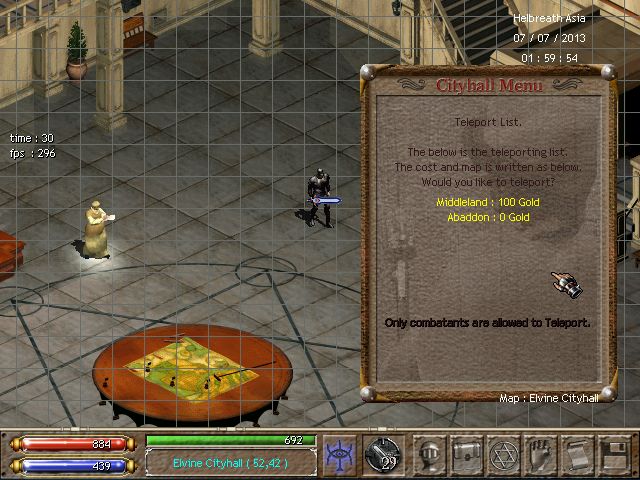 Helbreath Asia
07 / 07 / 2013
01 : 59 : 54
time : 30
fps : 296
Cityhall Menu
Teleport List.
The below is the teleporting list.
The cost and map is written as below.
Would you like to teleport?
Middleland : 100 Gold
Abaddon : 0 Gold
Only combatants are allowed to Teleport.
Map : Elvine Cityhall
884
692
439
Elvine Cityhall ( 52,42 )
29